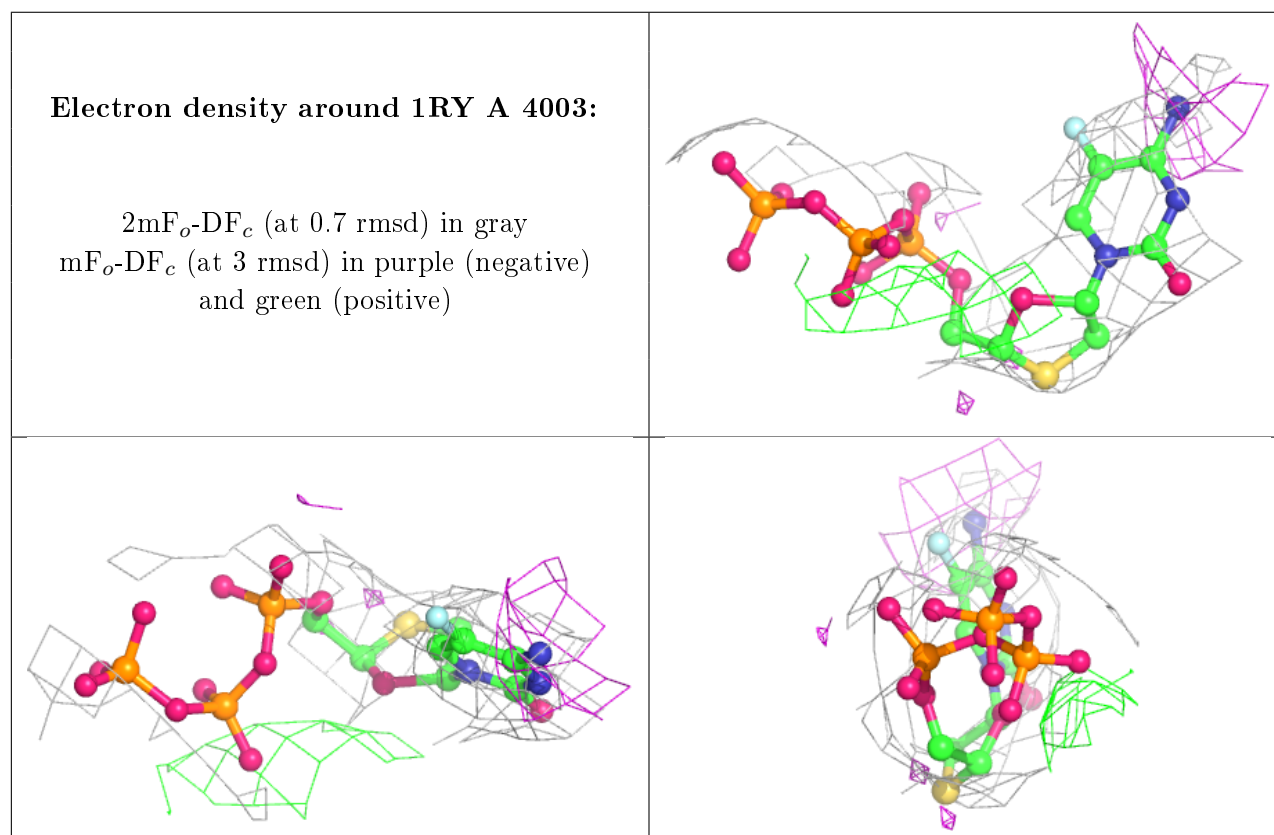 Electron density around 1RY A 4003:
2mFo-DFc (at 0.7 rmsd) in gray
mFo-DFc (at 3 rmsd) in purple (negative)
and green (positive)